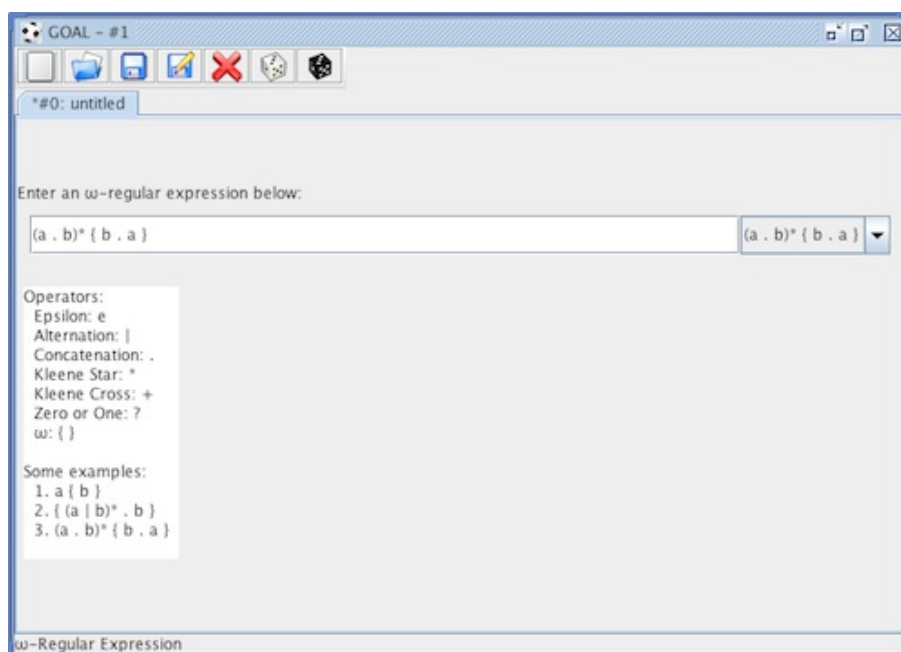 GOAL – #1
*#0: untitled
Enter an ω-regular expression below:
(a . b)* { b . a }
(a . b)* { b . a }
Operators:
Epsilon: e
Alternation: |
Concatenation: .
Kleene Star: *
Kleene Cross: +
Zero or One: ?
ω: { }
Some examples:
1. a { b }
2. { (a | b)* . b }
3. (a . b)* { b . a }
ω-Regular Expression